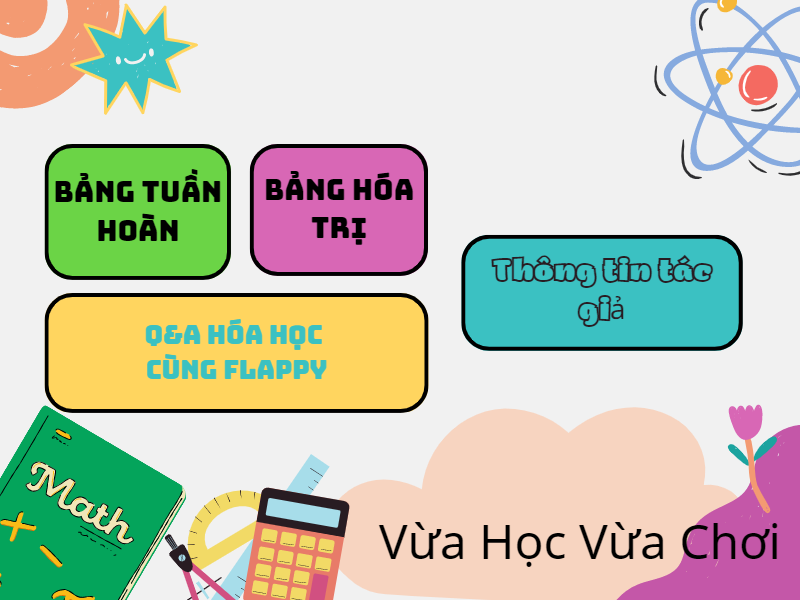 BẢNG TUẦN
HOÀN
BẢNG HÓA
TRỊ
Thông tin tác
giả
Q&A HÓA HỌC
CÙNG FLAPPY
Math
Vừa Học Vừa Chơi